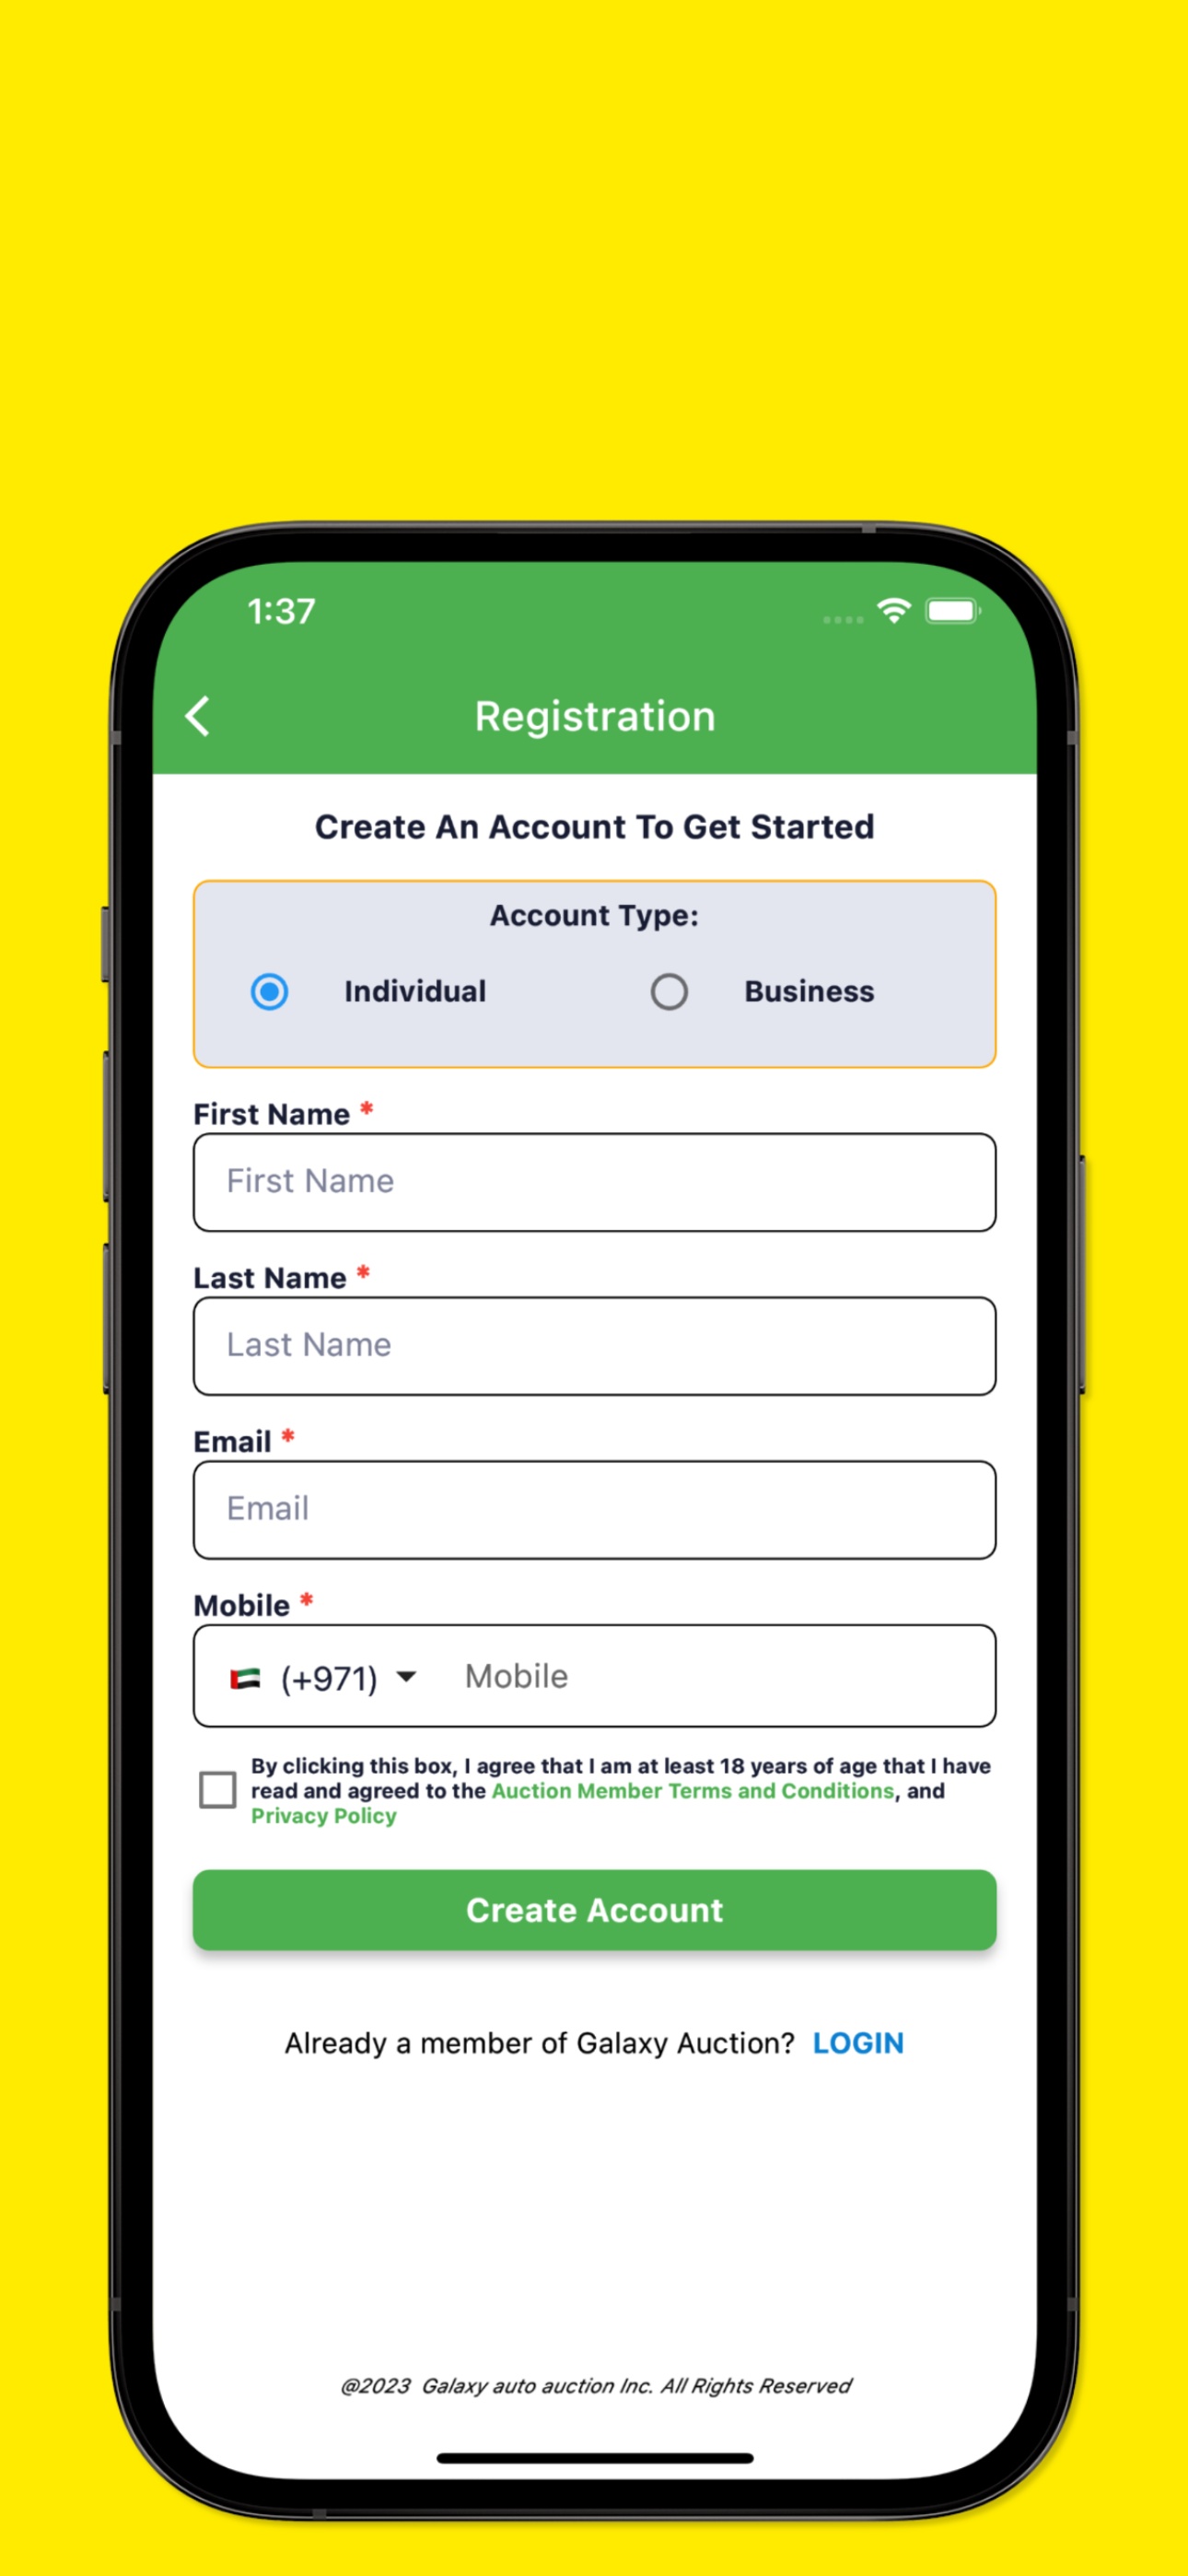 1:37
Registration
Create An Account To Get Started
Account Type:
Individual
Business
First Name *
First Name
Last Name *
Last Name
Email *
Email
Mobile *
(+971) Mobile
By clicking this box, I agree that I am at least 18 years of age that I have
read and agreed to the Auction Member Terms and Conditions, and
Privacy Policy
Create Account
Already a member of Galaxy Auction? LOGIN
@2023 Galaxy auto auction Inc. All Rights Reserved